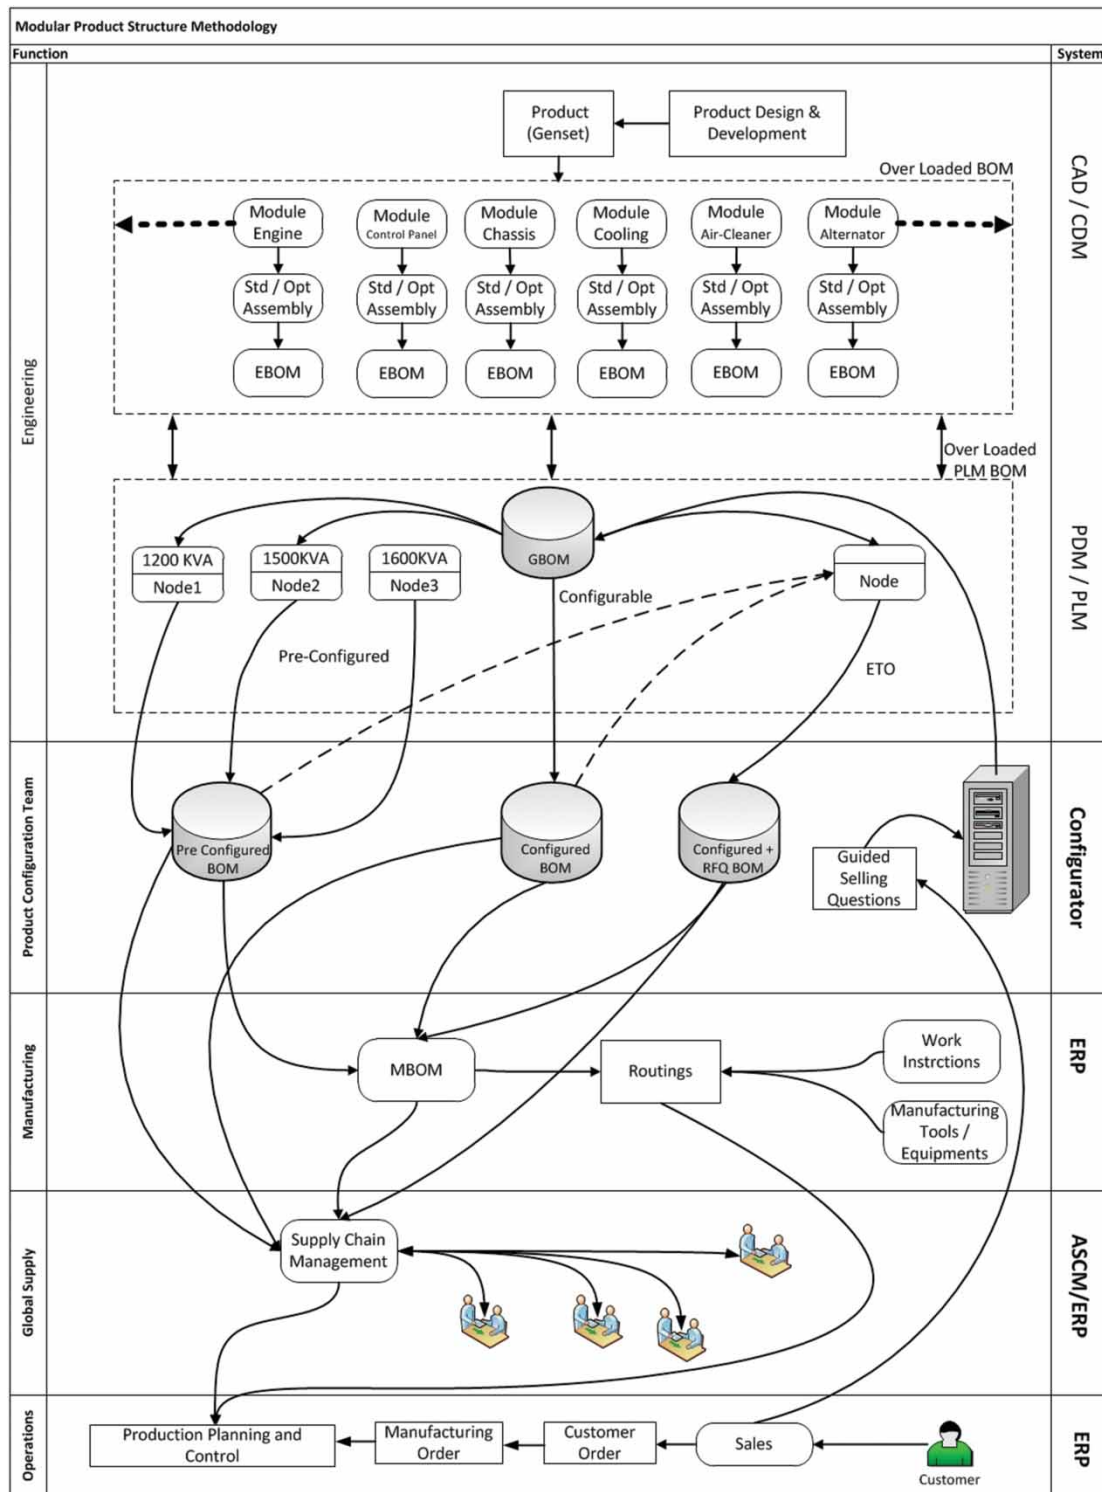 Modular Product Structure Methodology
Function
System
Engineering
CAD / CDM
Product
(Genset)
Product Design &
Development
Over Loaded BOM
Module
Engine
Module
Control Panel
Module
Chassis
Module
Cooling
Module
Air-Cleaner
Module
Alternator
Std / Opt
Assembly
Std / Opt
Assembly
Std / Opt
Assembly
Std / Opt
Assembly
Std / Opt
Assembly
Std / Opt
Assembly
EBOM
EBOM
EBOM
EBOM
EBOM
EBOM
Over Loaded
PLM BOM
PDM / PLM
GBOM
1200 KVA
Node1
1500KVA
Node2
1600KVA
Node3
Node
Configurable
Pre-Configured
ETO
Product Configuration Team
Configurator
Pre Configured
BOM
Configured
BOM
Configured +
RFQ BOM
Guided
Selling
Questions
Manufacturing
ERP
MBOM
Routings
Work
Instrctions
Manufacturing
Tools /
Equipments
Global Supply
ASCM/ERP
Supply Chain
Management
Operations
ERP
Production Planning and
Control
Manufacturing
Order
Customer
Order
Sales
Customer